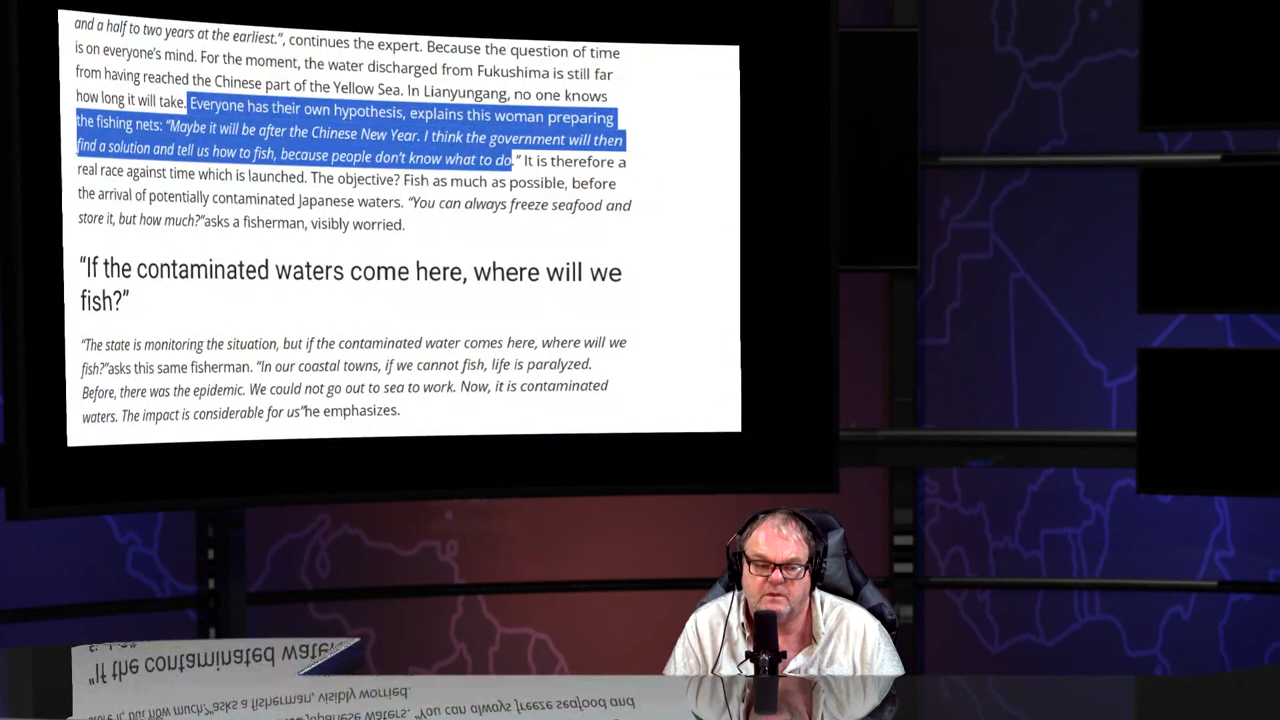 and a half to two years at the earliest.”, continues the expert. Because the question of time
is on everyone’s mind. For the moment, the water discharged from Fukushima is still far
from having reached the Chinese part of the Yellow Sea. In Lianyungang, no one knows
how long it will take. Everyone has their own hypothesis, explains this woman preparing
the fishing nets: “Maybe it will be after the Chinese New Year. I think the government will then
find a solution and tell us how to fish, because people don’t know what to do.” It is therefore a
real race against time which is launched. The objective? Fish as much as possible, before
the arrival of potentially contaminated Japanese waters. “You can always freeze seafood and
store it, but how much?”asks a fisherman, visibly worried.
“If the contaminated waters come here, where will we
fish?”
“The state is monitoring the situation, but if the contaminated water comes here, where will we
fish?”asks this same fisherman. “In our coastal towns, if we cannot fish, life is paralyzed.
Before, there was the epidemic. We could not go out to sea to work. Now, it is contaminated
waters. The impact is considerable for us”he emphasizes.